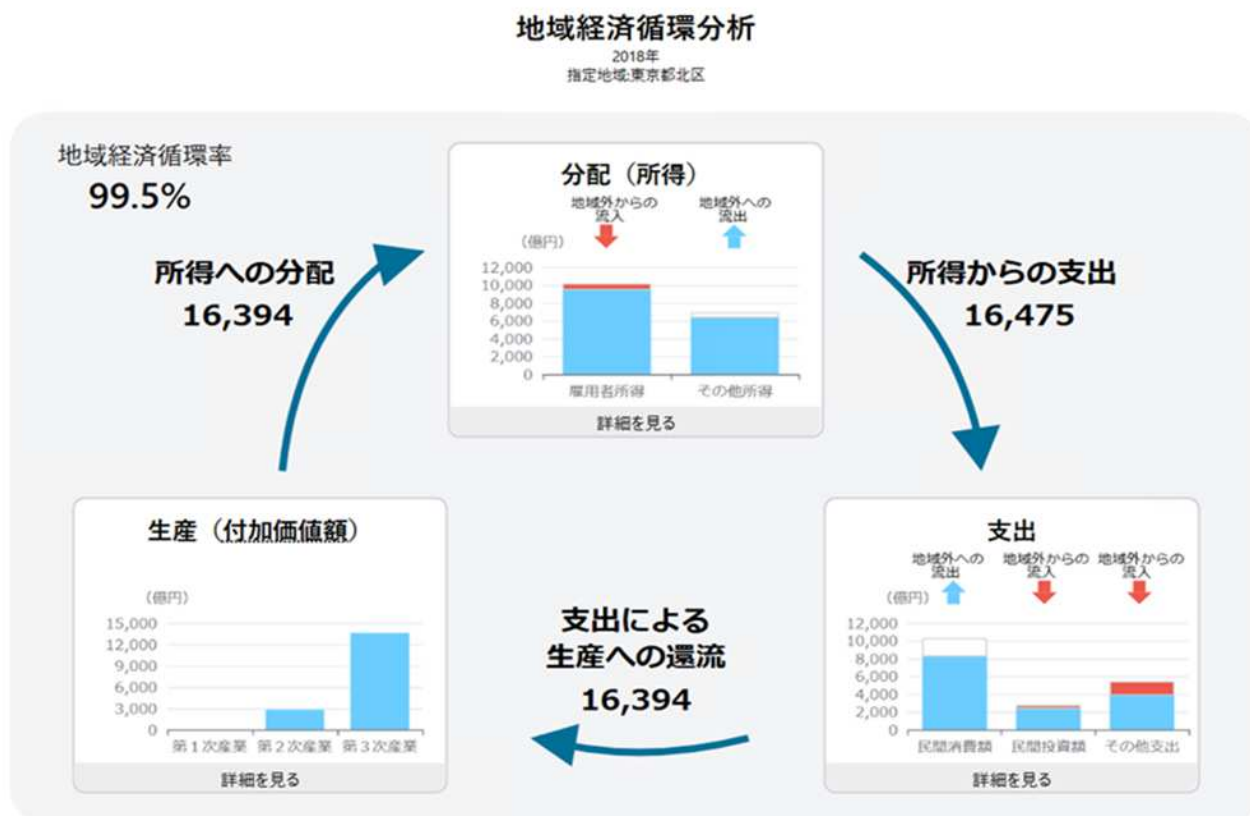 地域経済循環分析
2018年
指定地域:東京都北区
地域経済循環率
99.5%
所得への分配
16,394
分配（所得）
地域外からの
流入
地域外への
流出
（億円）
12,000
10,000
8,000
6,000
4,000
2,000
0
雇用者所得
その他所得
詳細を見る
所得からの支出
16,475
生産（付加価値額）
（億円）
15,000
12,000
9,000
6,000
3,000
0
第１次産業
第２次産業
第３次産業
詳細を見る
支出による
生産への還流
16,394
支出
地域外への
流出
地域外からの
流入
地域外からの
流入
（億円）
12,000
10,000
8,000
6,000
4,000
2,000
0
民間消費額
民間投資額
その他支出
詳細を見る